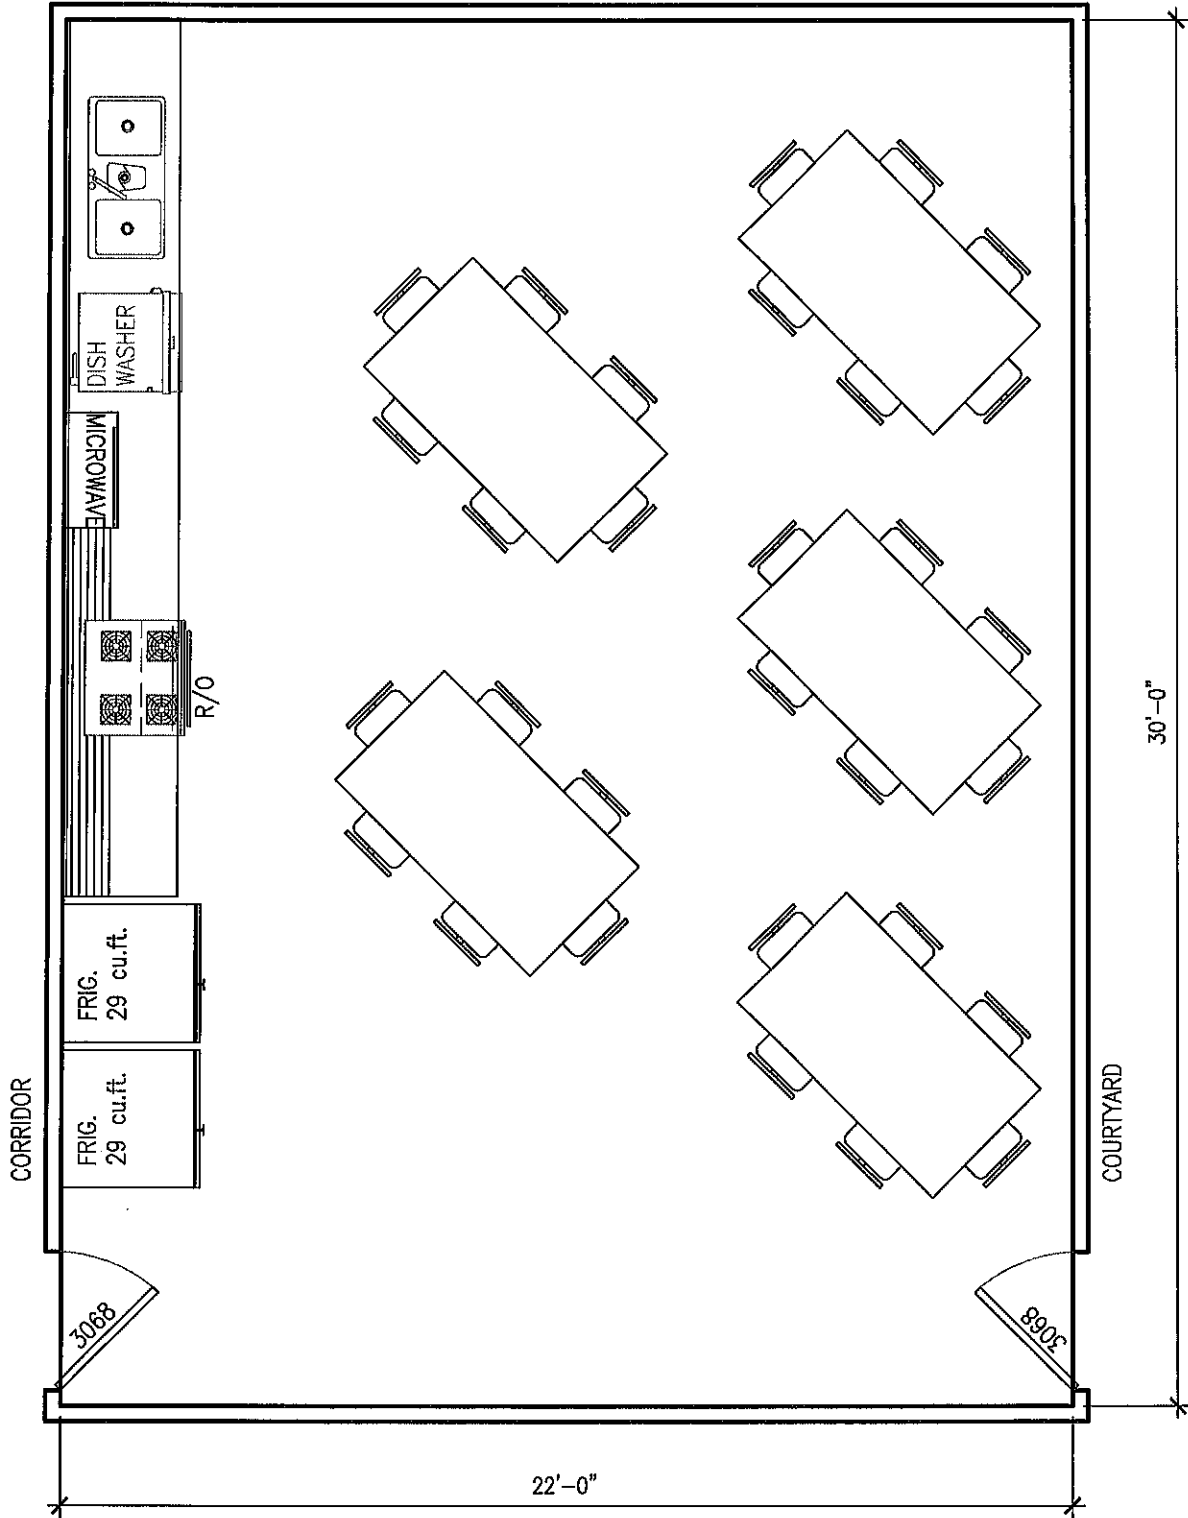 DISH
WASHER
MICROWAVE
R/O
FRIG.
29 cu.ft.
FRIG.
29 cu.ft.
CORRIDOR
COURTYARD
30'-0"
3068
3068
22'-0"